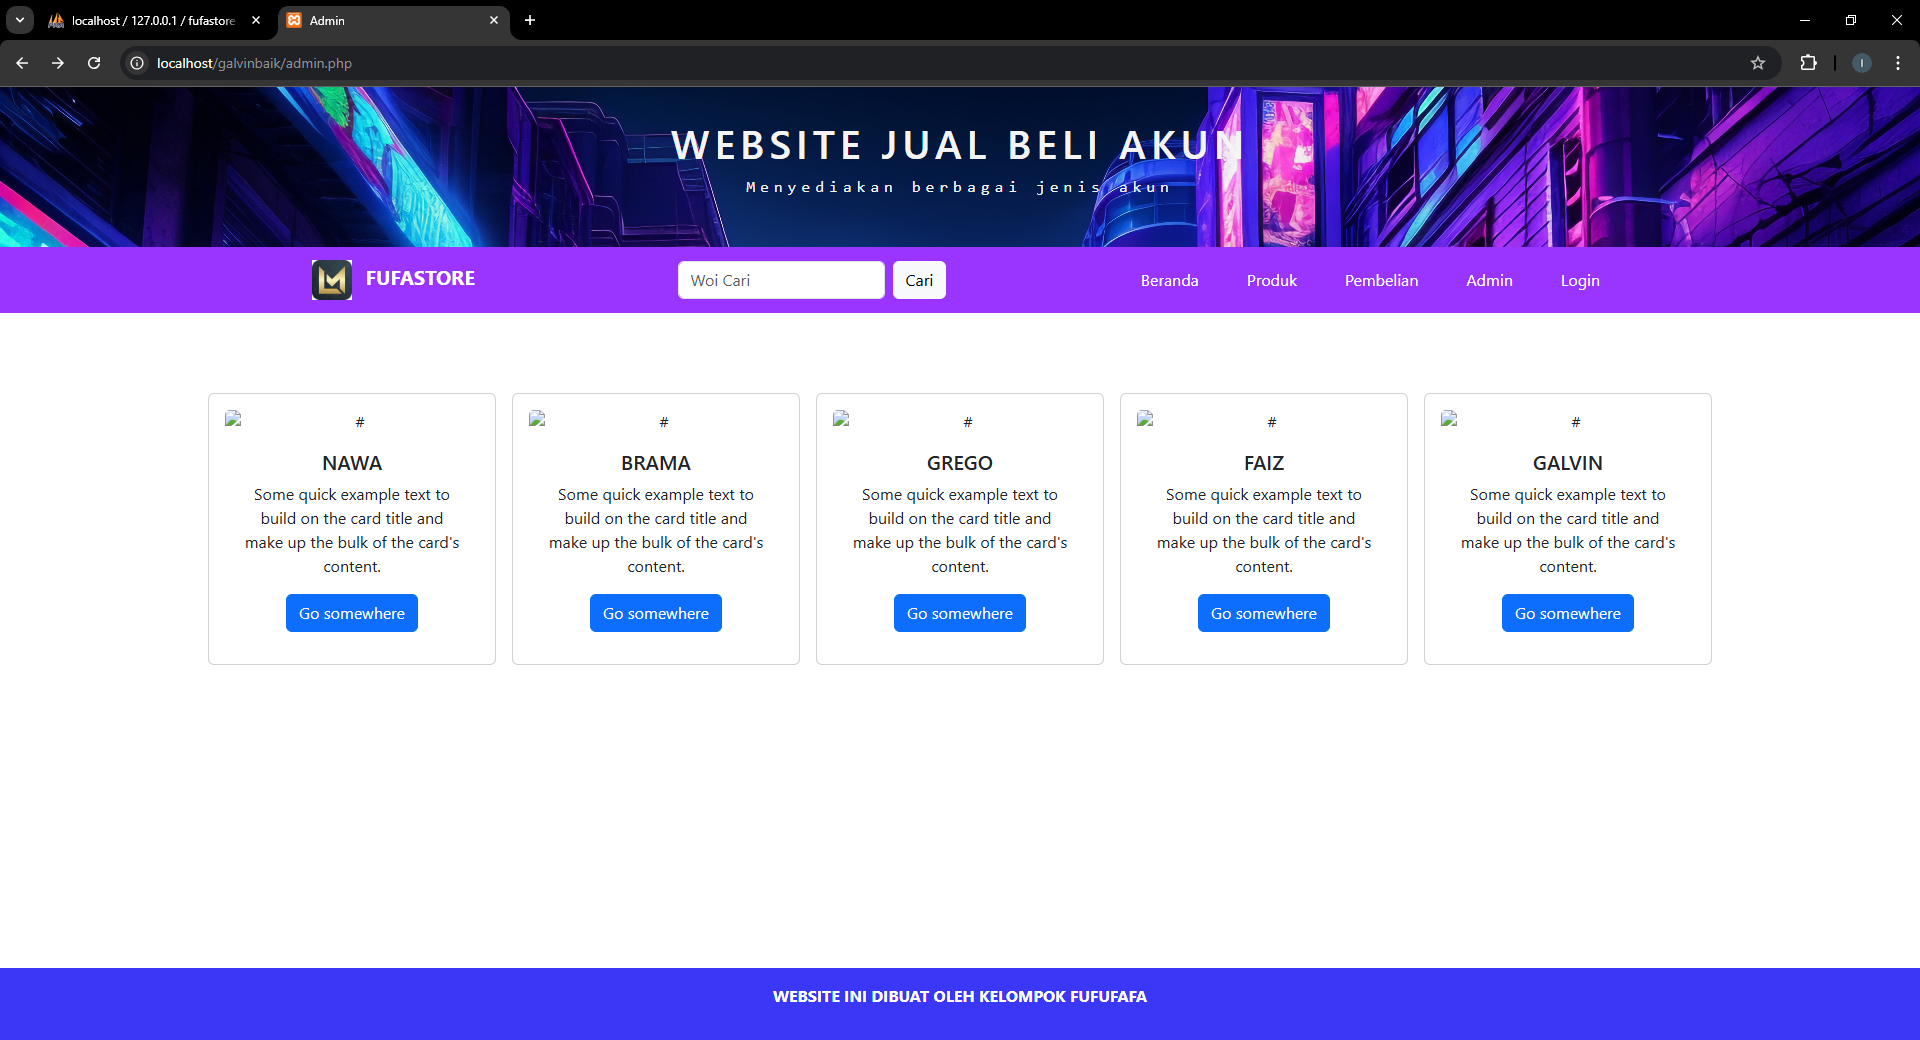 localhost / 127.0.0.1 / fufastore
Admin
localhost/galvinbaik/admin.php
I
WEBSITE JUAL BELI AKUN
Menyediakan berbagai jenis akun
FUFASTORE
Woi Cari
Cari
Beranda
Produk
Pembelian
Admin
Login
#
NAWA
Some quick example text to
build on the card title and
make up the bulk of the card's
content.
Go somewhere
#
BRAMA
Some quick example text to
build on the card title and
make up the bulk of the card's
content.
Go somewhere
#
GREGO
Some quick example text to
build on the card title and
make up the bulk of the card's
content.
Go somewhere
#
FAIZ
Some quick example text to
build on the card title and
make up the bulk of the card's
content.
Go somewhere
#
GALVIN
Some quick example text to
build on the card title and
make up the bulk of the card's
content.
Go somewhere
WEBSITE INI DIBUAT OLEH KELOMPOK FUFUFAFA